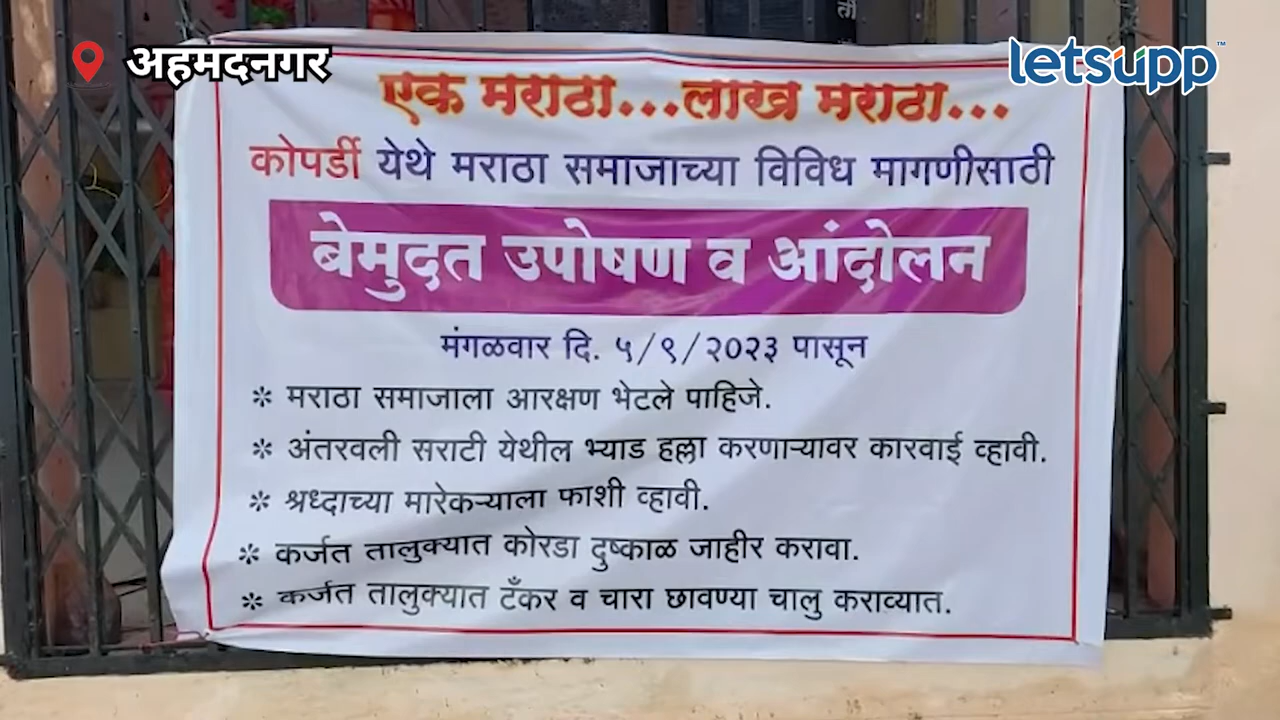 अहमदनगर
letsupp™
एक मराठा...लाख मराठा...
कोपर्डी येथे मराठा समाजाच्या विविध मागणीसाठी
बेमुदत उपोषण व आंदोलन
मंगळवार दि. ५/९/२०२३ पासून
* मराठा समाजाला आरक्षण भेटले पाहिजे.
* अंतरवली सराटी येथील भ्याड हल्ला करणाऱ्यावर कारवाई व्हावी.
* श्रध्दाच्या मारेकऱ्याला फाशी व्हावी.
* कर्जत तालुक्यात कोरडा दुष्काळ जाहीर करावा.
* कर्जत तालुक्यात टँकर व चारा छावण्या चालु कराव्यात.